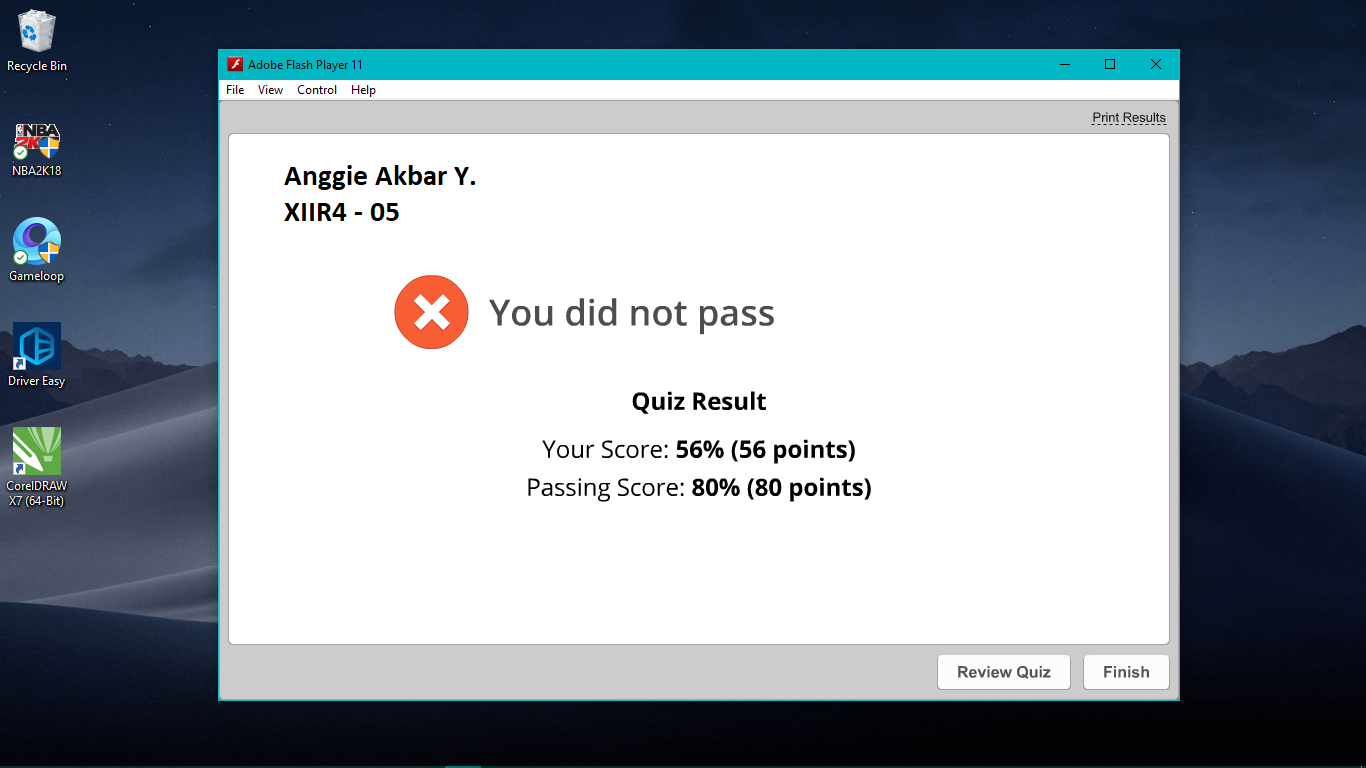 Recycle Bin
NBA2K18
Gameloop
Driver Easy
CorelDRAW
X7 (64-Bit)
Adobe Flash Player 11
File View Control Help
Print Results
Anggie Akbar Y.
XIIR4 - 05
You did not pass
Quiz Result
Your Score: 56% (56 points)
Passing Score: 80% (80 points)
Review Quiz Finish